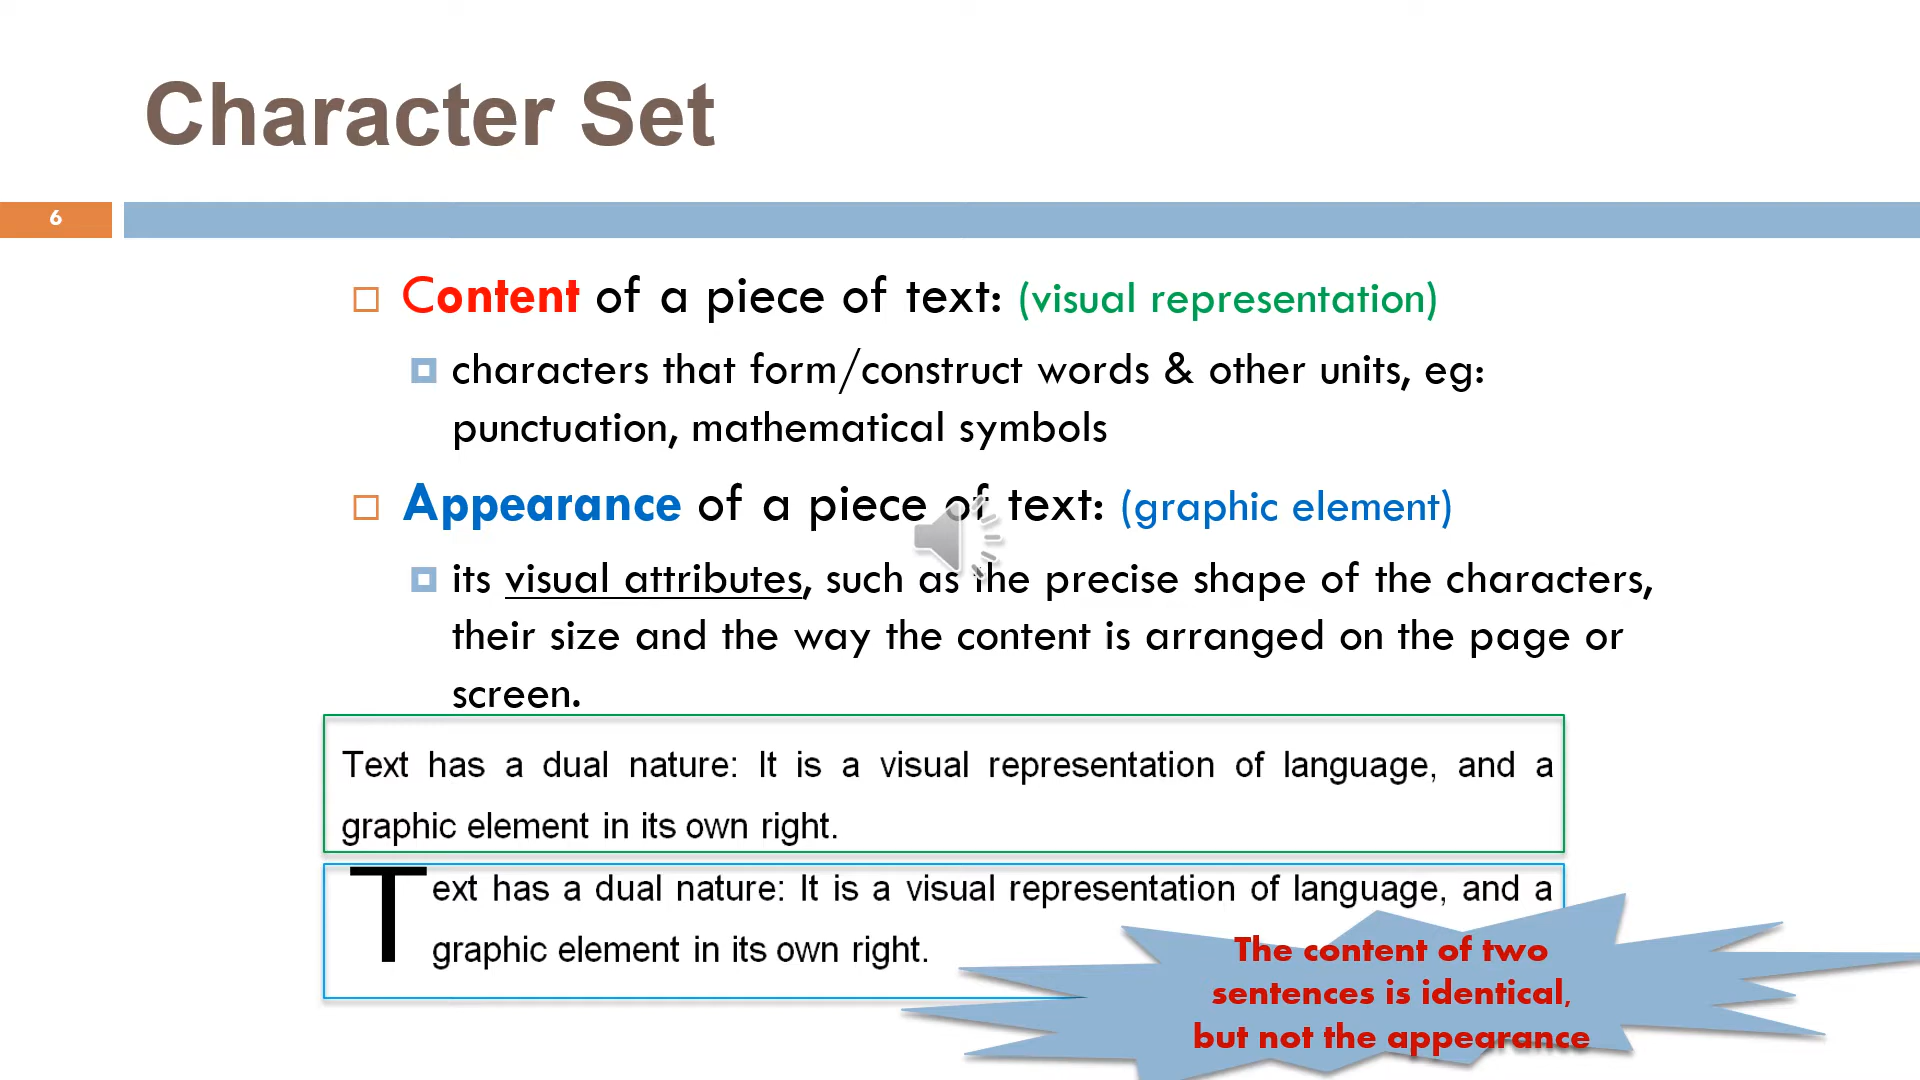 Character Set
6
Content of a piece of text: (visual representation)
characters that form/construct words & other units, eg:
punctuation, mathematical symbols
Appearance of a piece of text: (graphic element)
its visual attributes, such as the precise shape of the characters,
their size and the way the content is arranged on the page or
screen.
Text has a dual nature: It is a visual representation of language, and a
graphic element in its own right.
Text has a dual nature: It is a visual representation of language, and a
graphic element in its own right.
The content of two
sentences is identical,
but not the appearance